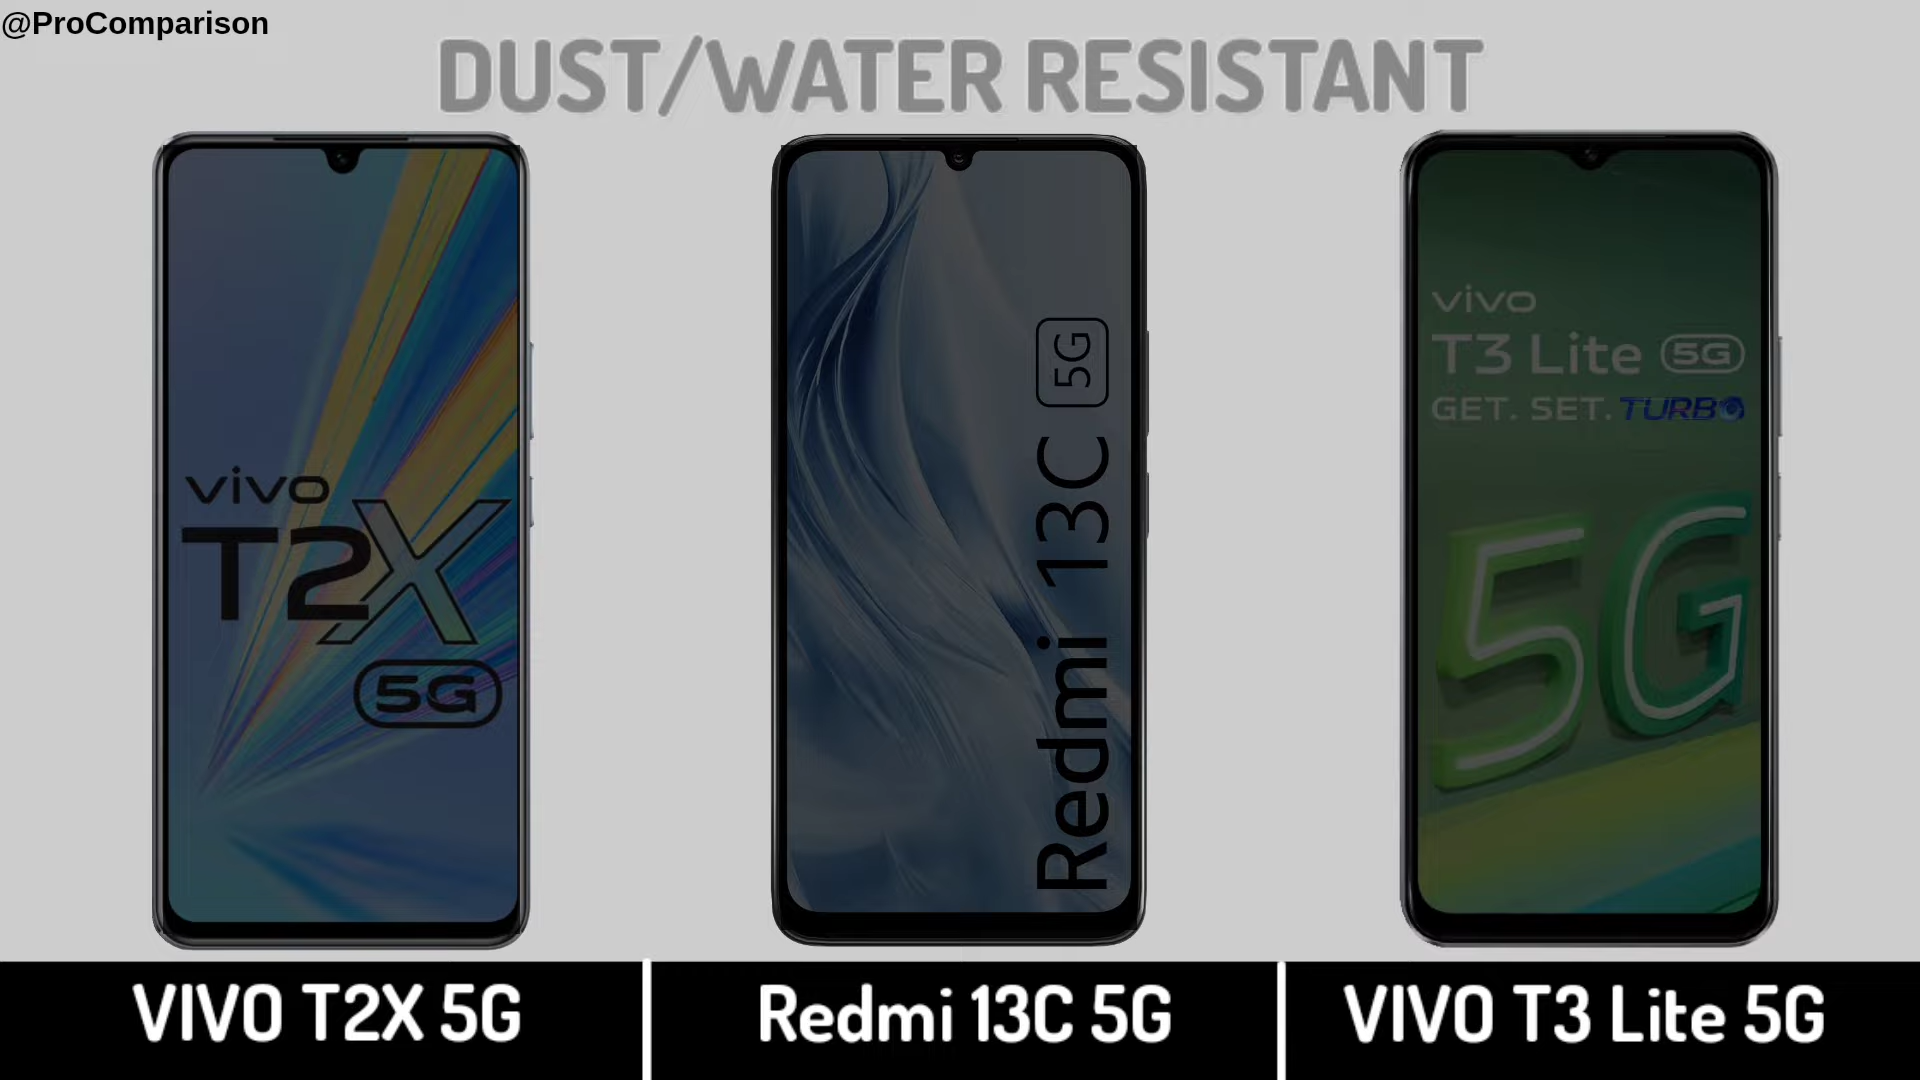 @ProComparison
DUST/WATER RESISTANT
vivo
T2X
5G
Redmi 13C 5G
vivo
T3 Lite 5G
GET. SET. TURBO
5G
VIVO T2X 5G
Redmi 13C 5G
VIVO T3 Lite 5G